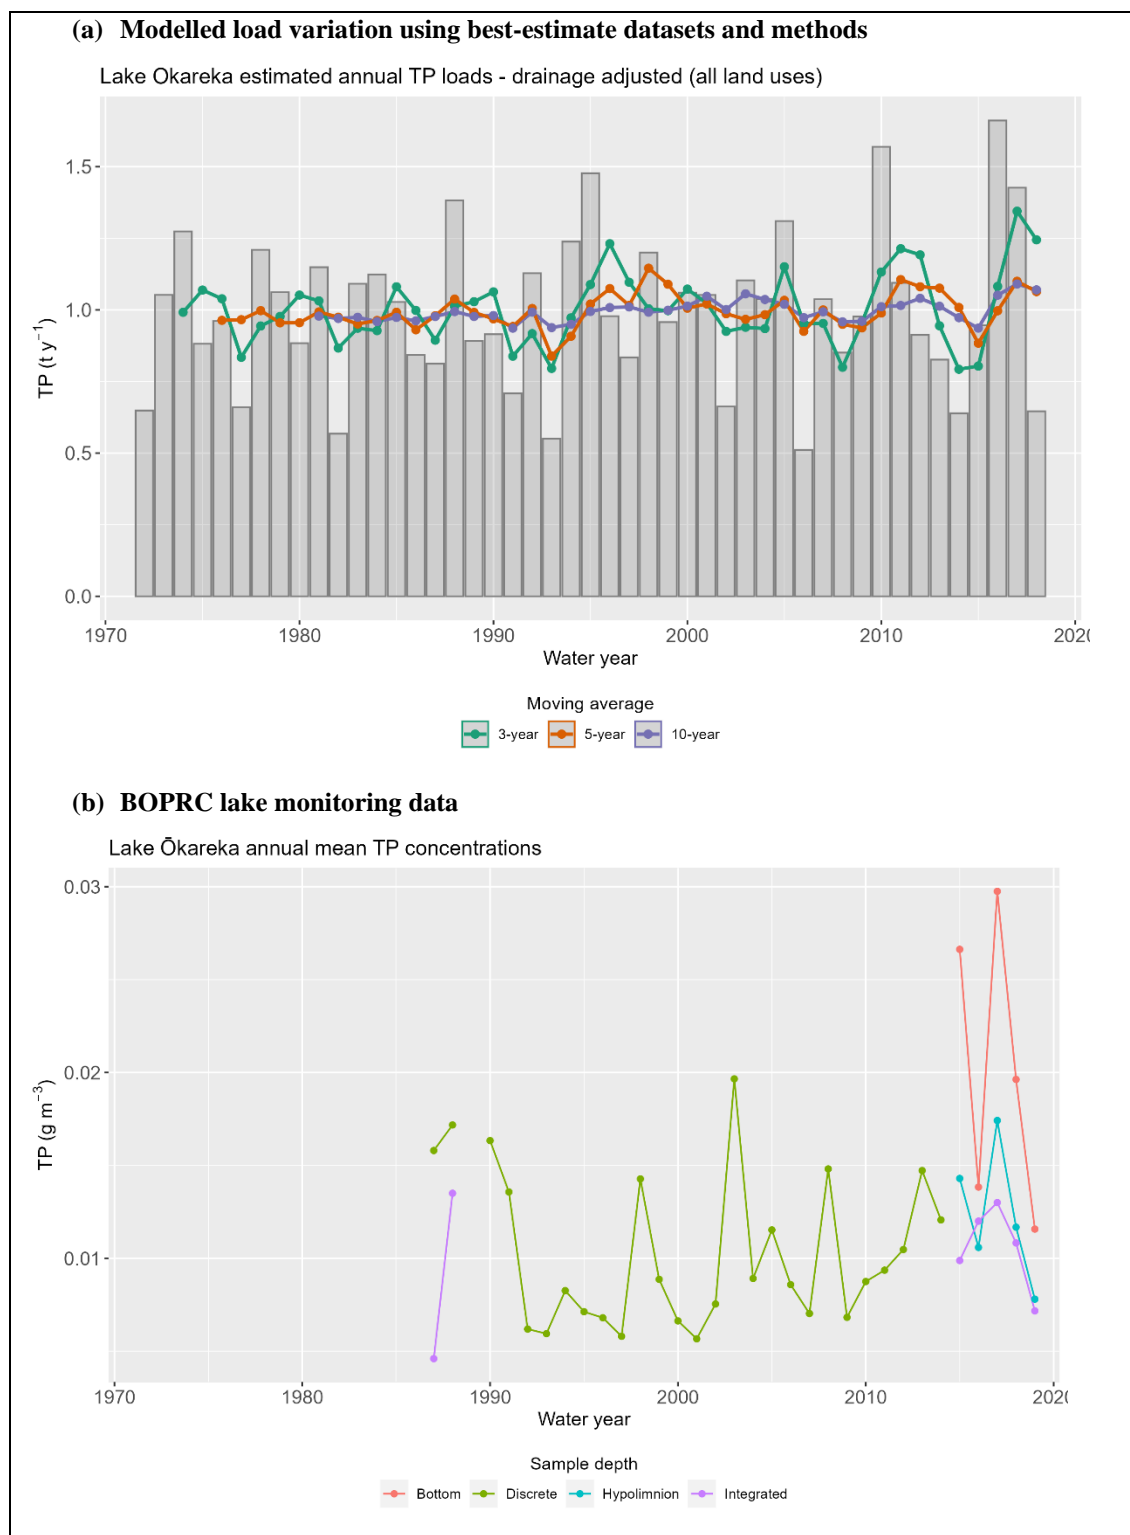 (a) Modelled load variation using best-estimate datasets and methods
Lake Okareka estimated annual TP loads - drainage adjusted (all land uses)
TP (t y⁻¹)
1.5
1.0
0.5
0.0
1970 1980 1990 2000 2010 2020
Water year
Moving average
3-year 5-year 10-year
(b) BOPRC lake monitoring data
Lake Ōkareka annual mean TP concentrations
TP (g m⁻³)
0.03
0.02
0.01
1970 1980 1990 2000 2010 2020
Water year
Sample depth
Bottom Discrete Hypolimnion Integrated